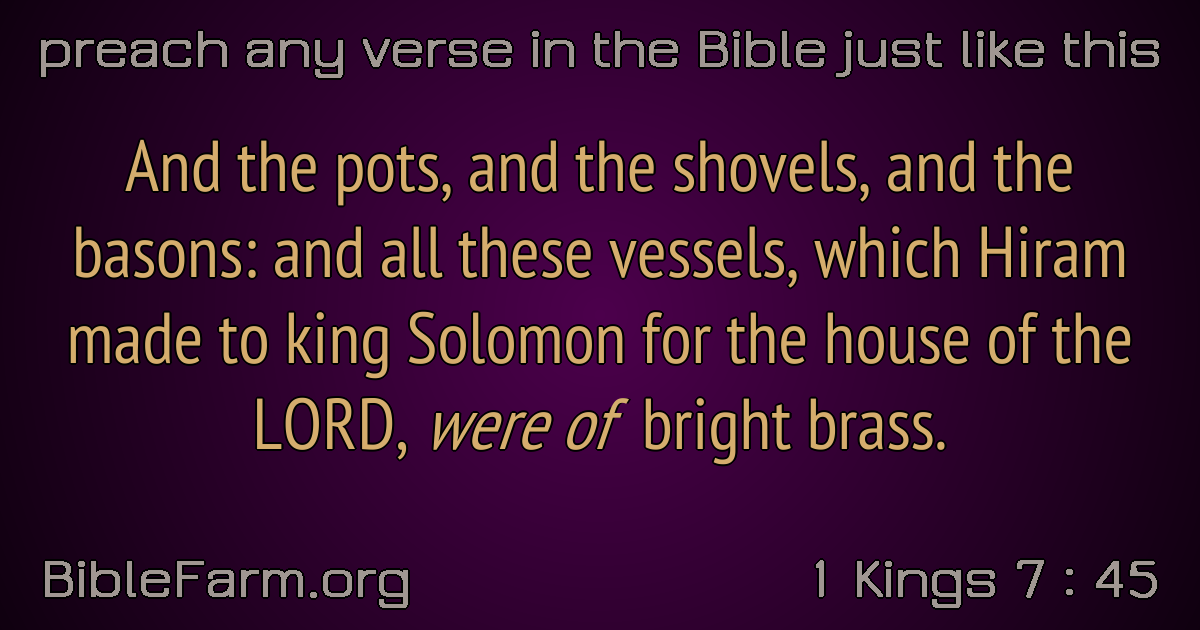 preach any verse in the Bible just like this
And the pots, and the shovels, and the
basons: and all these vessels, which Hiram
made to king Solomon for the house of the
LORD, were of bright brass.
BibleFarm.org
1 Kings 7 : 45